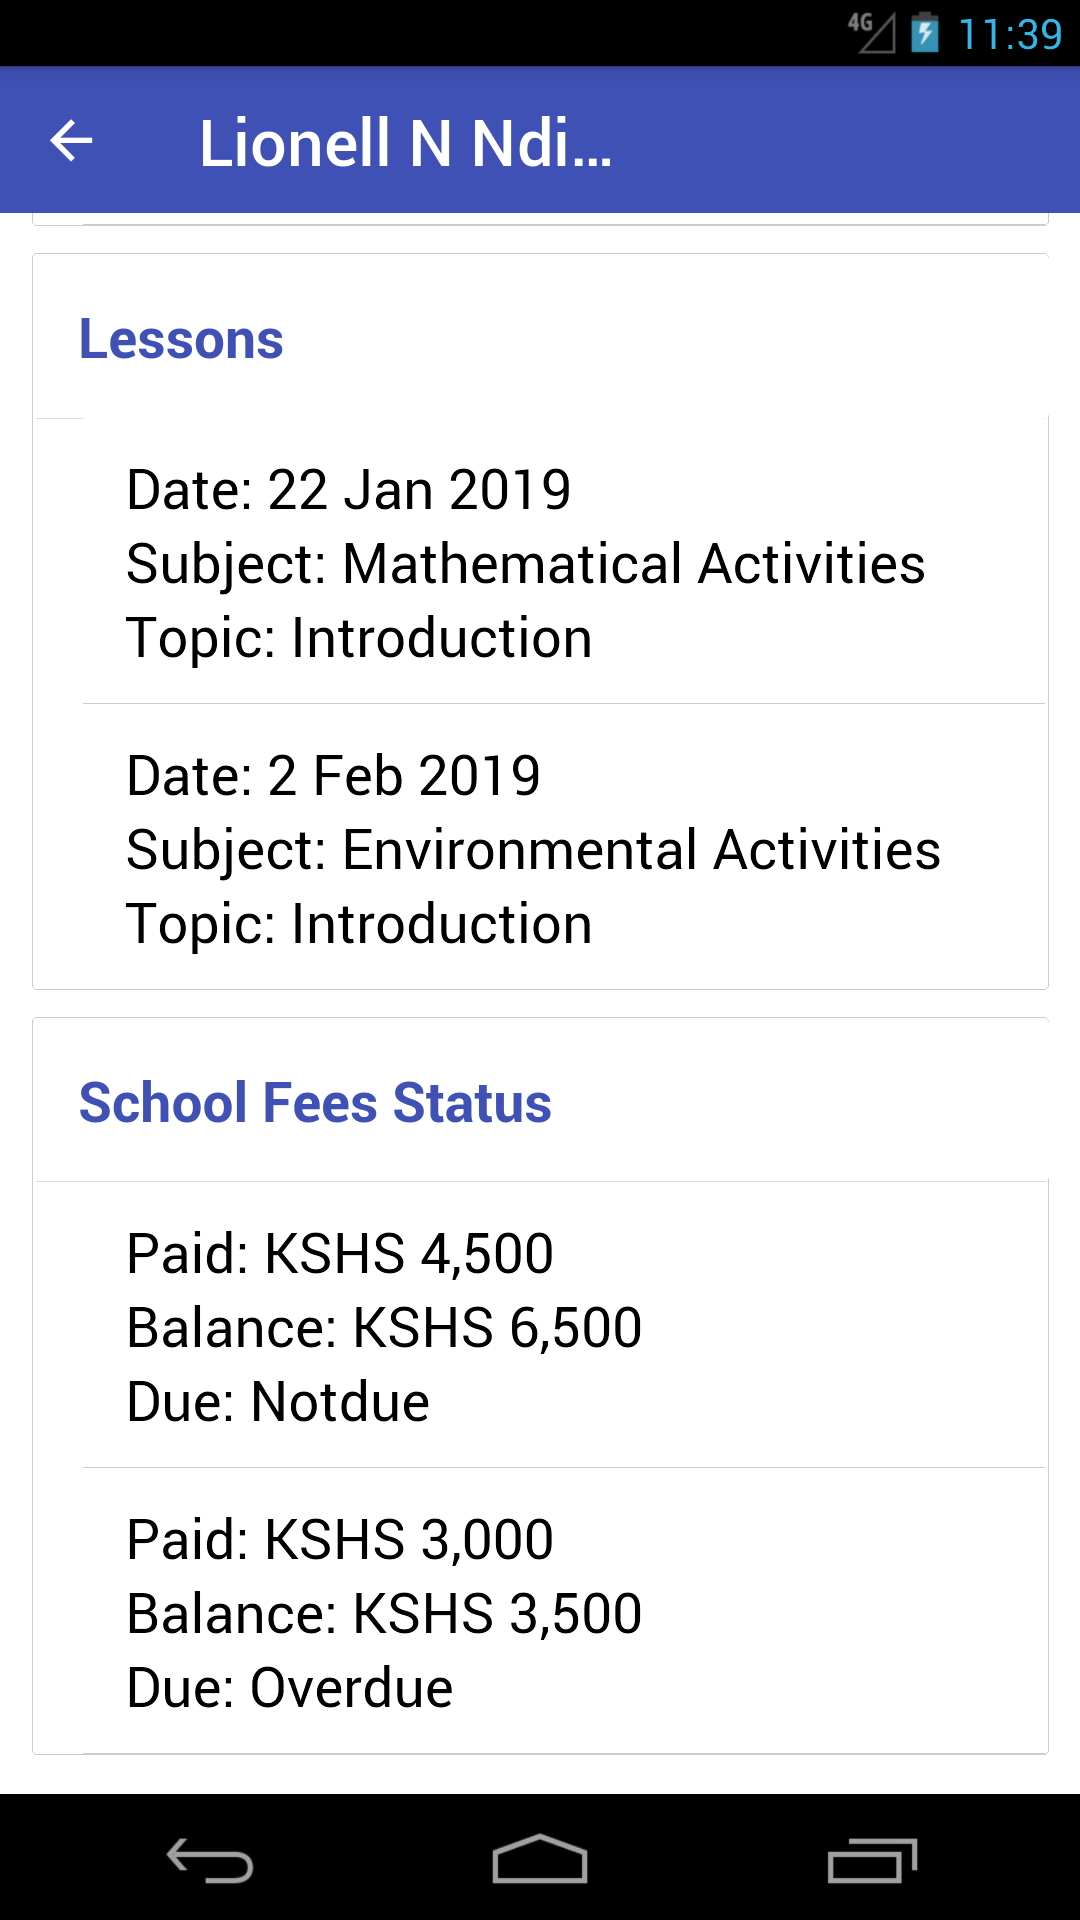 4G 11:39
Lionell N Ndi...
Lessons
Date: 22 Jan 2019
Subject: Mathematical Activities
Topic: Introduction
Date: 2 Feb 2019
Subject: Environmental Activities
Topic: Introduction
School Fees Status
Paid: KSHS 4,500
Balance: KSHS 6,500
Due: Notdue
Paid: KSHS 3,000
Balance: KSHS 3,500
Due: Overdue